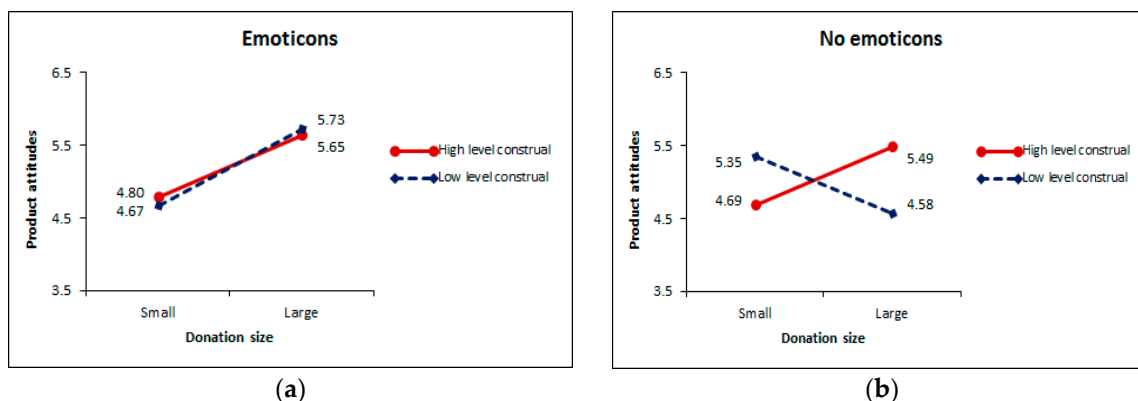 Emoticons
6.5
5.5
4.5
3.5
Product attitudes
4.80
4.67
5.73
5.65
High level construal
Low level construal
Small
Large
Donation size
(a)
No emoticons
6.5
5.5
4.5
3.5
Product attitudes
5.35
4.69
5.49
4.58
High level construal
Low level construal
Small
Large
Donation size
(b)